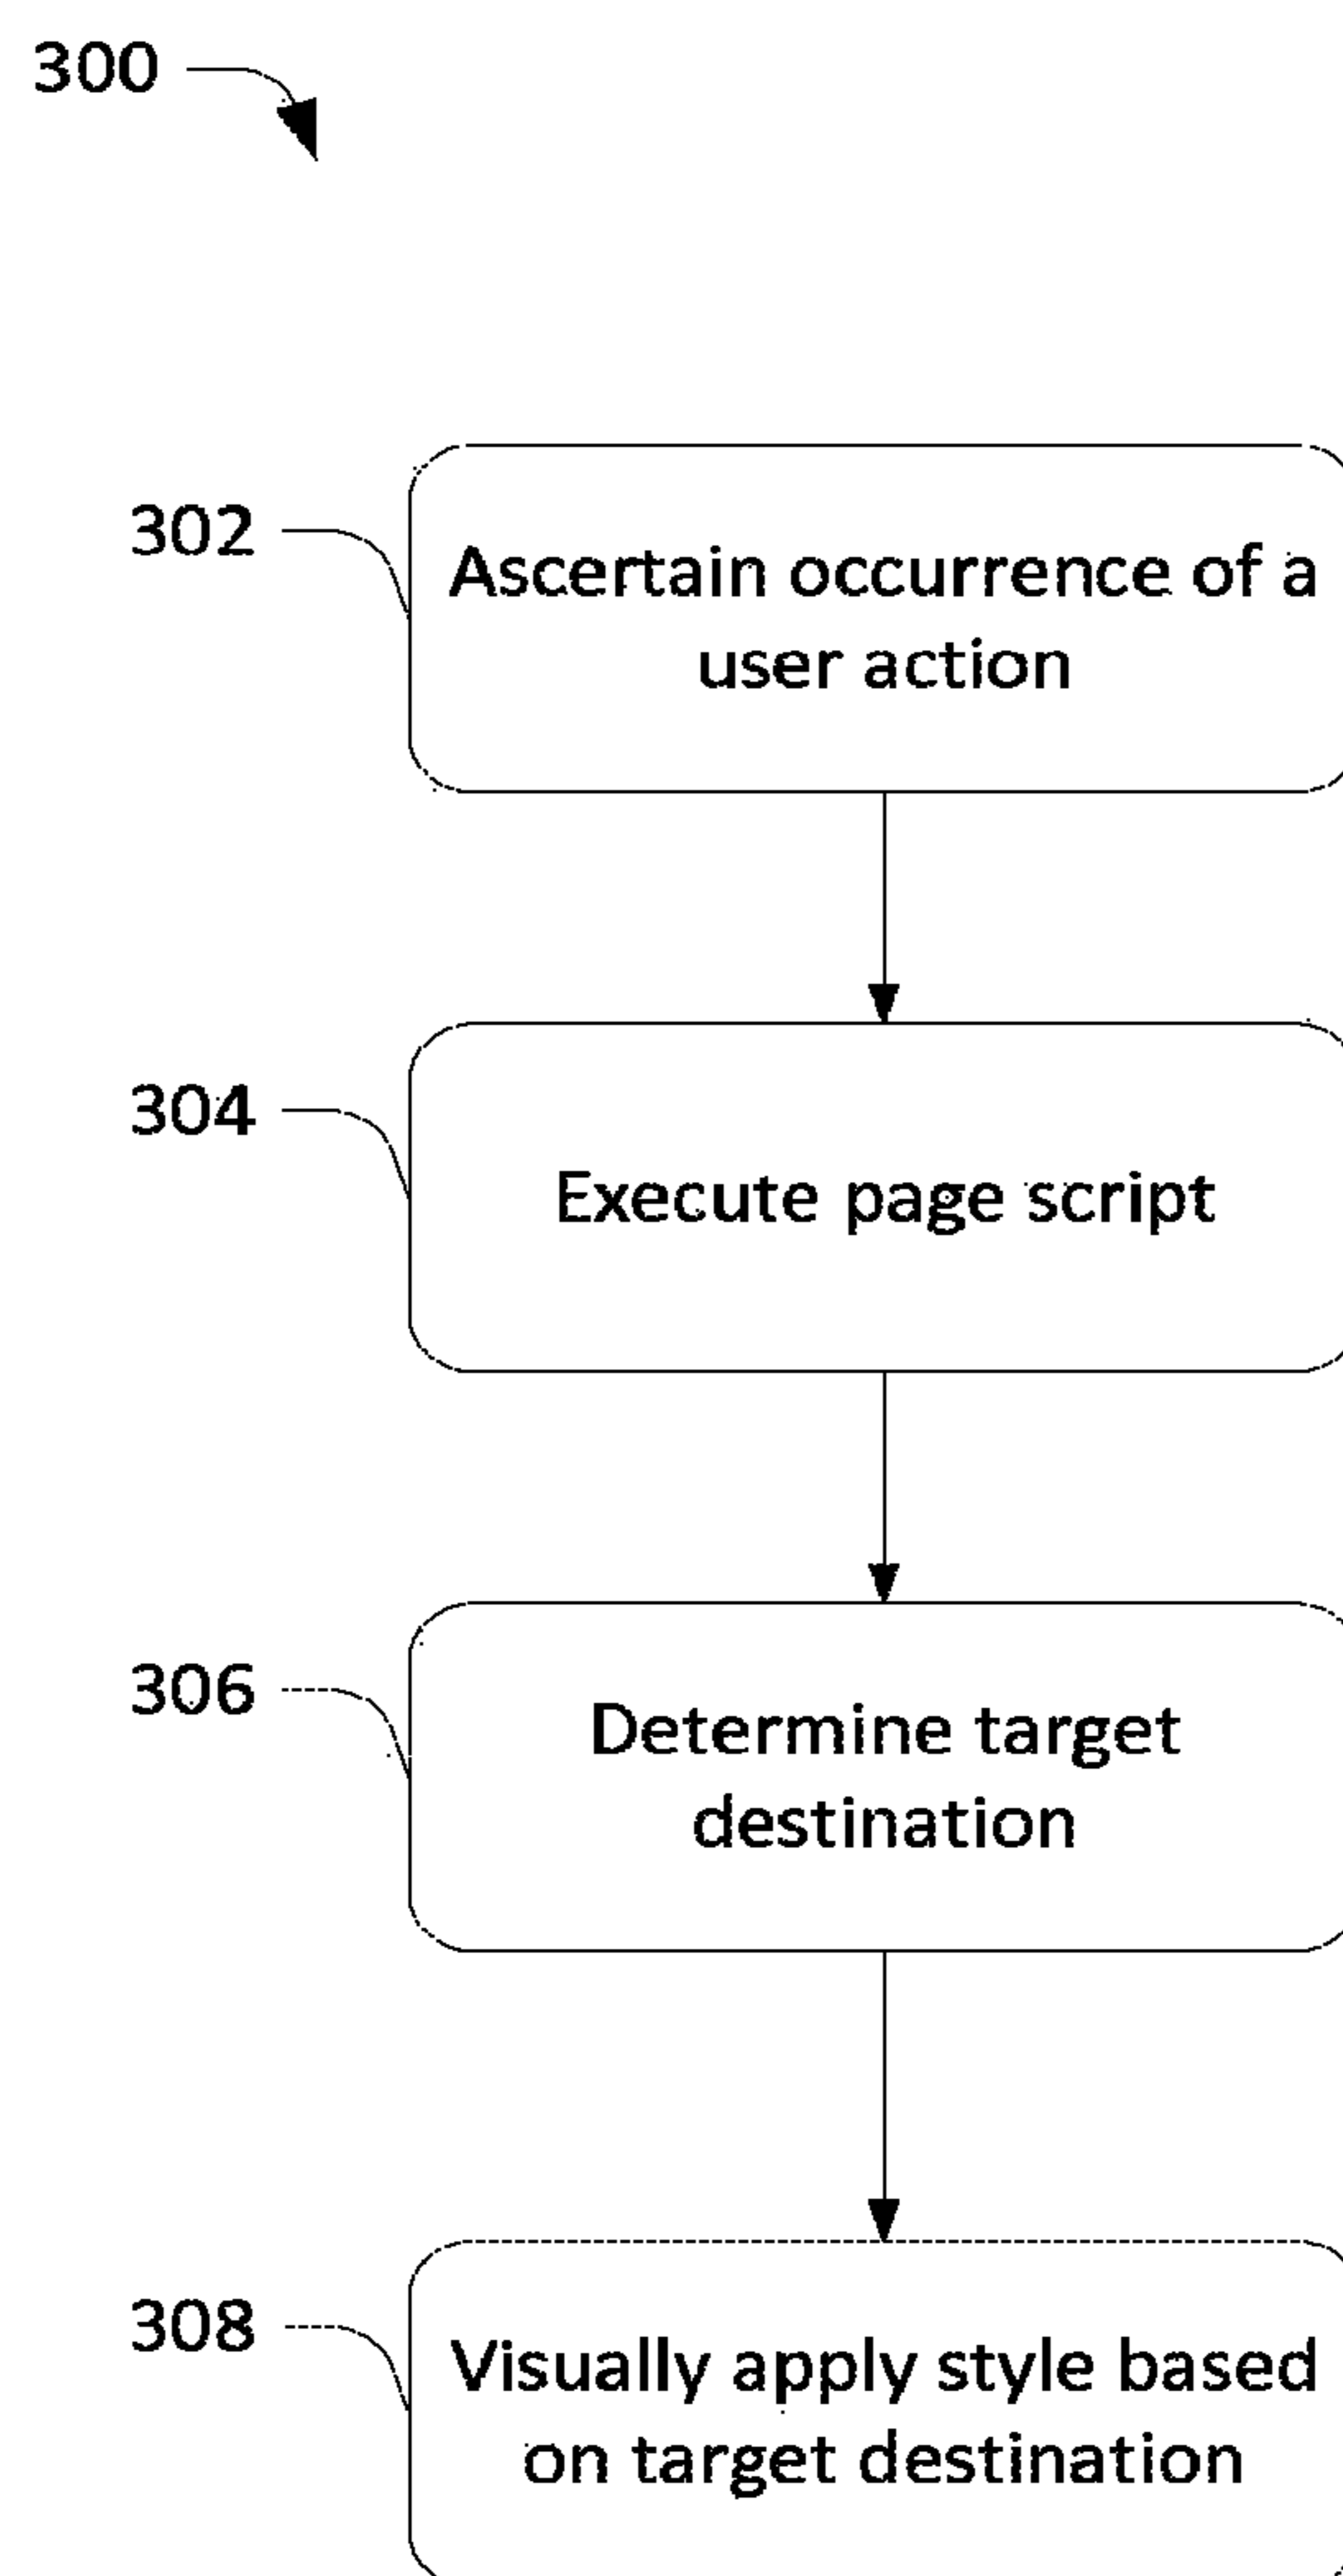 300
302
Ascertain occurrence of a
user action
304
Execute page script
306
Determine target
destination
308
Visually apply style based
on target destination